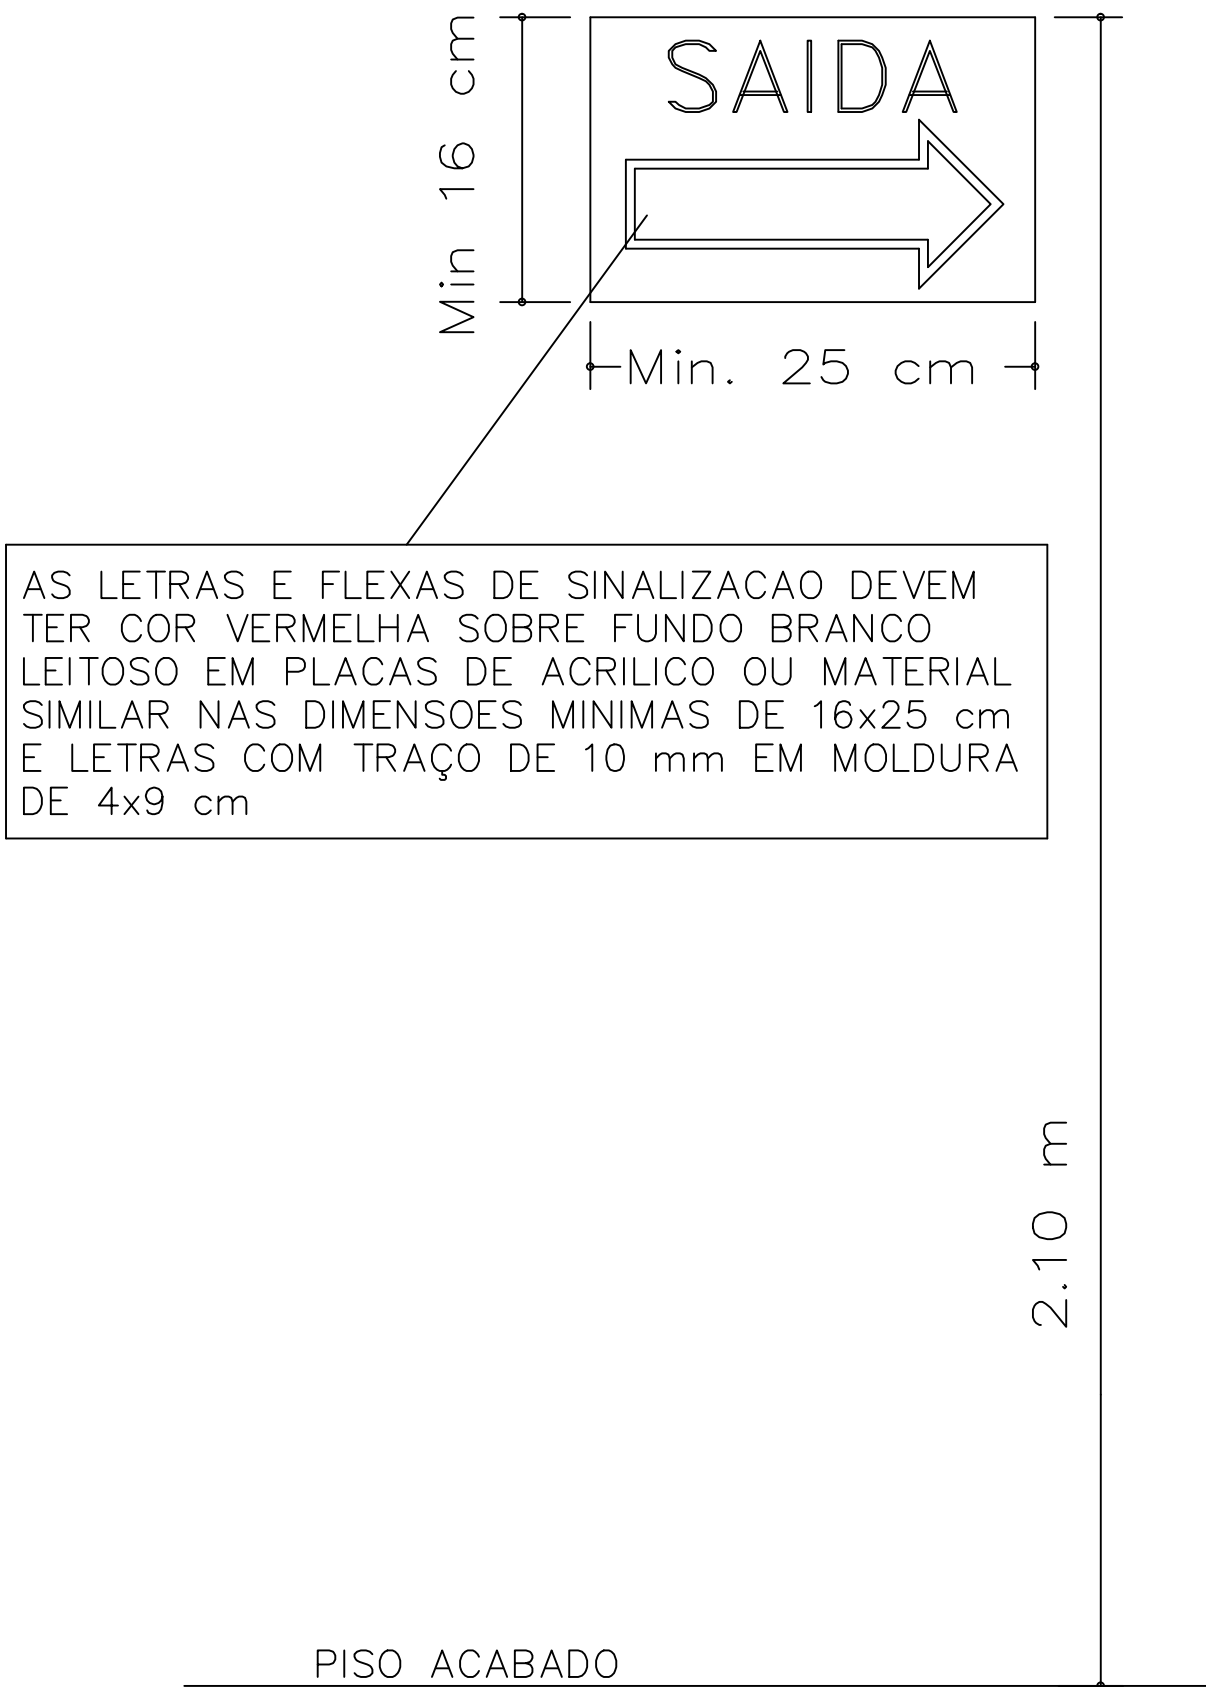 SAIDA
Min 16 cm
Min. 25 cm
AS LETRAS E FLEXAS DE SINALIZACAO DEVEM
TER COR VERMELHA SOBRE FUNDO BRANCO
LEITOSO EM PLACAS DE ACRILICO OU MATERIAL
SIMILAR NAS DIMENSOES MINIMAS DE 16x25 cm
E LETRAS COM TRAÇO DE 10 mm EM MOLDURA
DE 4x9 cm
2.10 m
PISO ACABADO